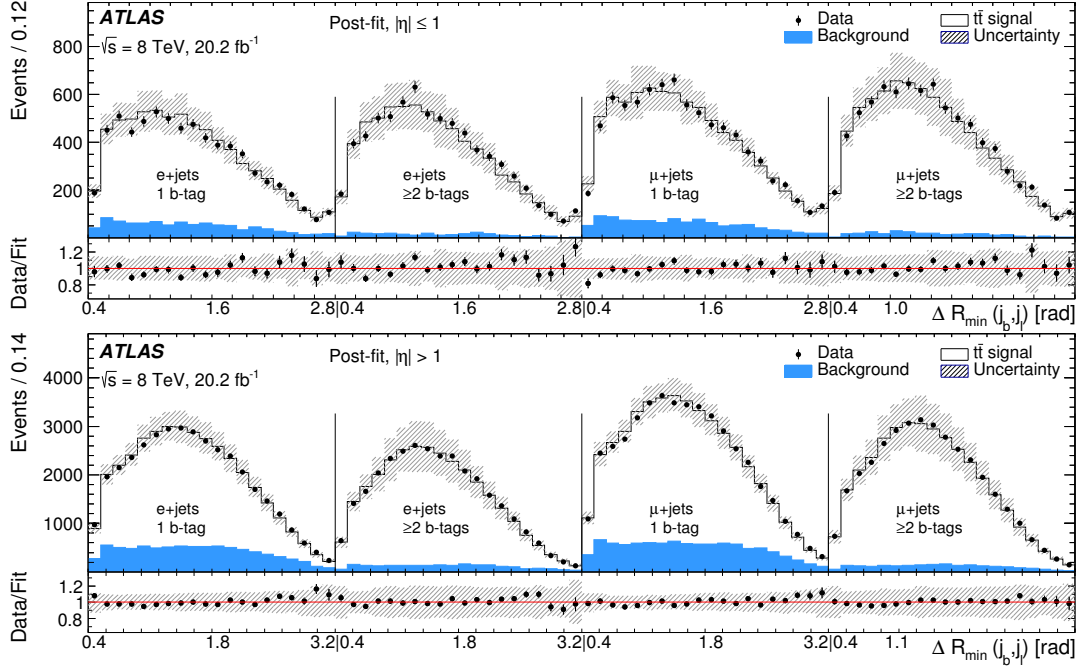 ATLAS Post-fit, |η| ≤ 1 Data tt̄ signal
√s = 8 TeV, 20.2 fb⁻¹ Background Uncertainty
Events / 0.12
800
600
400
200
e+jets e+jets μ+jets μ+jets
1 b-tag ≥2 b-tags 1 b-tag ≥2 b-tags
Data/Fit
1.2
1
0.8
0.4 1.6 2.8|0.4 1.6 2.8|0.4 1.6 2.8|0.4 1.0 Δ R_min (j_b,j_l) [rad]
ATLAS Post-fit, |η| > 1 Data tt̄ signal
√s = 8 TeV, 20.2 fb⁻¹ Background Uncertainty
Events / 0.14
4000
3000
2000
1000
e+jets e+jets μ+jets μ+jets
1 b-tag ≥2 b-tags 1 b-tag ≥2 b-tags
Data/Fit
1.2
1
0.8
0.4 1.8 3.2|0.4 1.8 3.2|0.4 1.8 3.2|0.4 1.1 Δ R_min (j_b,j_l) [rad]